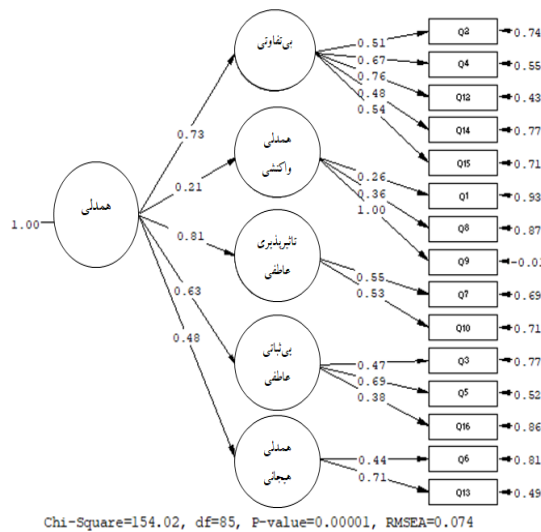 بی‌تفاوتی
همدلی
واکنشی
تاثیرپذیری
عاطفی
بی‌ثباتی
عاطفی
همدلی
هیجانی
همدلی
1.00
0.73
0.21
0.81
0.63
0.48
0.51
0.67
0.76
0.48
0.54
0.26
0.36
1.00
0.55
0.53
0.47
0.69
0.38
0.44
0.71
Q2 0.74
Q4 0.55
Q12 0.43
Q14 0.77
Q15 0.71
Q1 0.93
Q8 0.87
Q9 -0.01
Q7 0.69
Q10 0.71
Q3 0.77
Q5 0.52
Q16 0.86
Q6 0.81
Q13 0.49
Chi-Square=154.02, df=85, P-value=0.00001, RMSEA=0.074